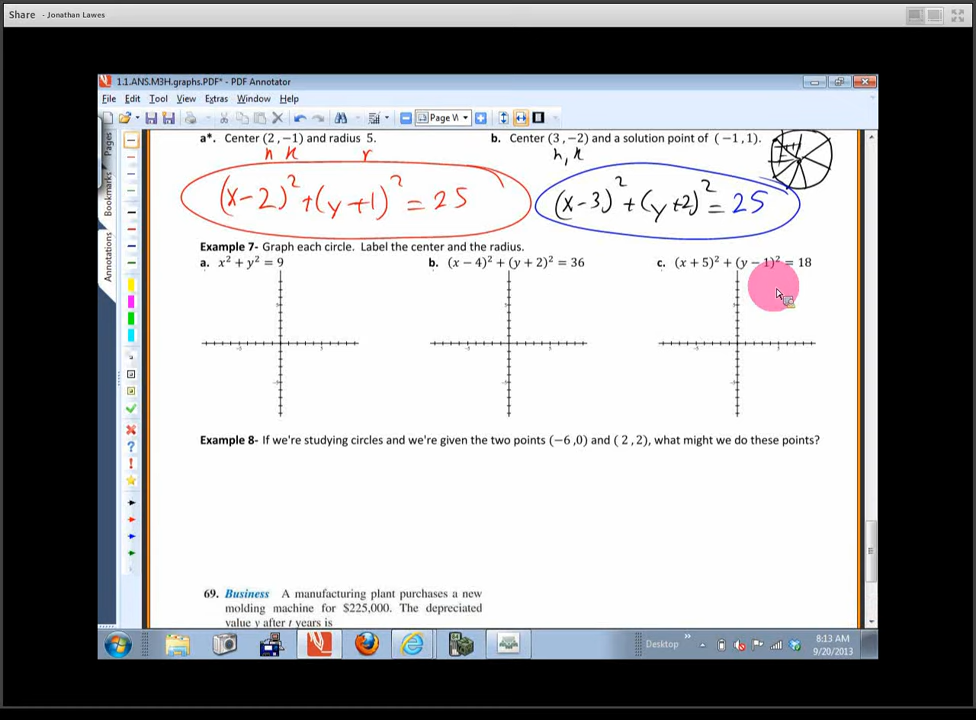 Share - Jonathan Lawes
1.1.ANS.M3H.graphs.PDF* - PDF Annotator
File Edit Tool View Extras Window Help
Page W
Pages
Bookmarks
Annotations
a*. Center (2, −1) and radius 5.
h k r
(x-2)² + (y+1)² = 25
b. Center (3, −2) and a solution point of (−1, 1).
h, k
(x-3)² + (y+2)² = 25
Example 7- Graph each circle. Label the center and the radius.
a. x² + y² = 9
b. (x − 4)² + (y + 2)² = 36
c. (x + 5)² + (y − 1)² = 18
Example 8- If we're studying circles and we're given the two points (−6 ,0) and ( 2 , 2), what might we do these points?
69. Business A manufacturing plant purchases a new
molding machine for $225,000. The depreciated
value y after t years is
Desktop
8:13 AM
9/20/2013